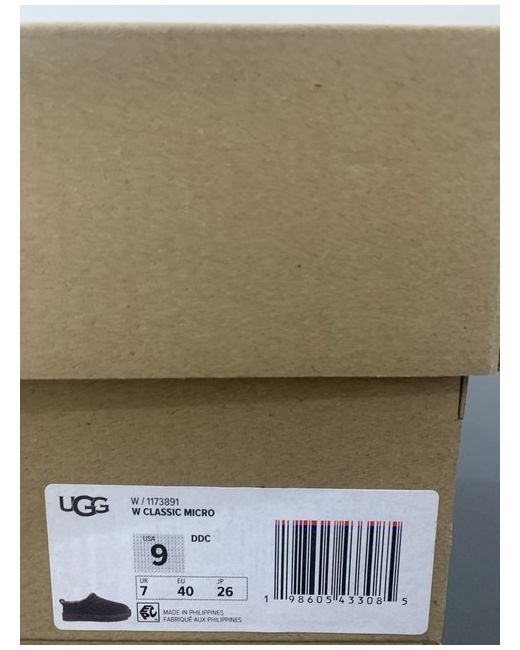 UGG
W / 1173891
W CLASSIC MICRO
USA
9
DDC
UK EU JP
7 40 26
MADE IN PHILIPPINES
FABRIQUÉ AUX PHILIPPINES
1 98605 43308 5